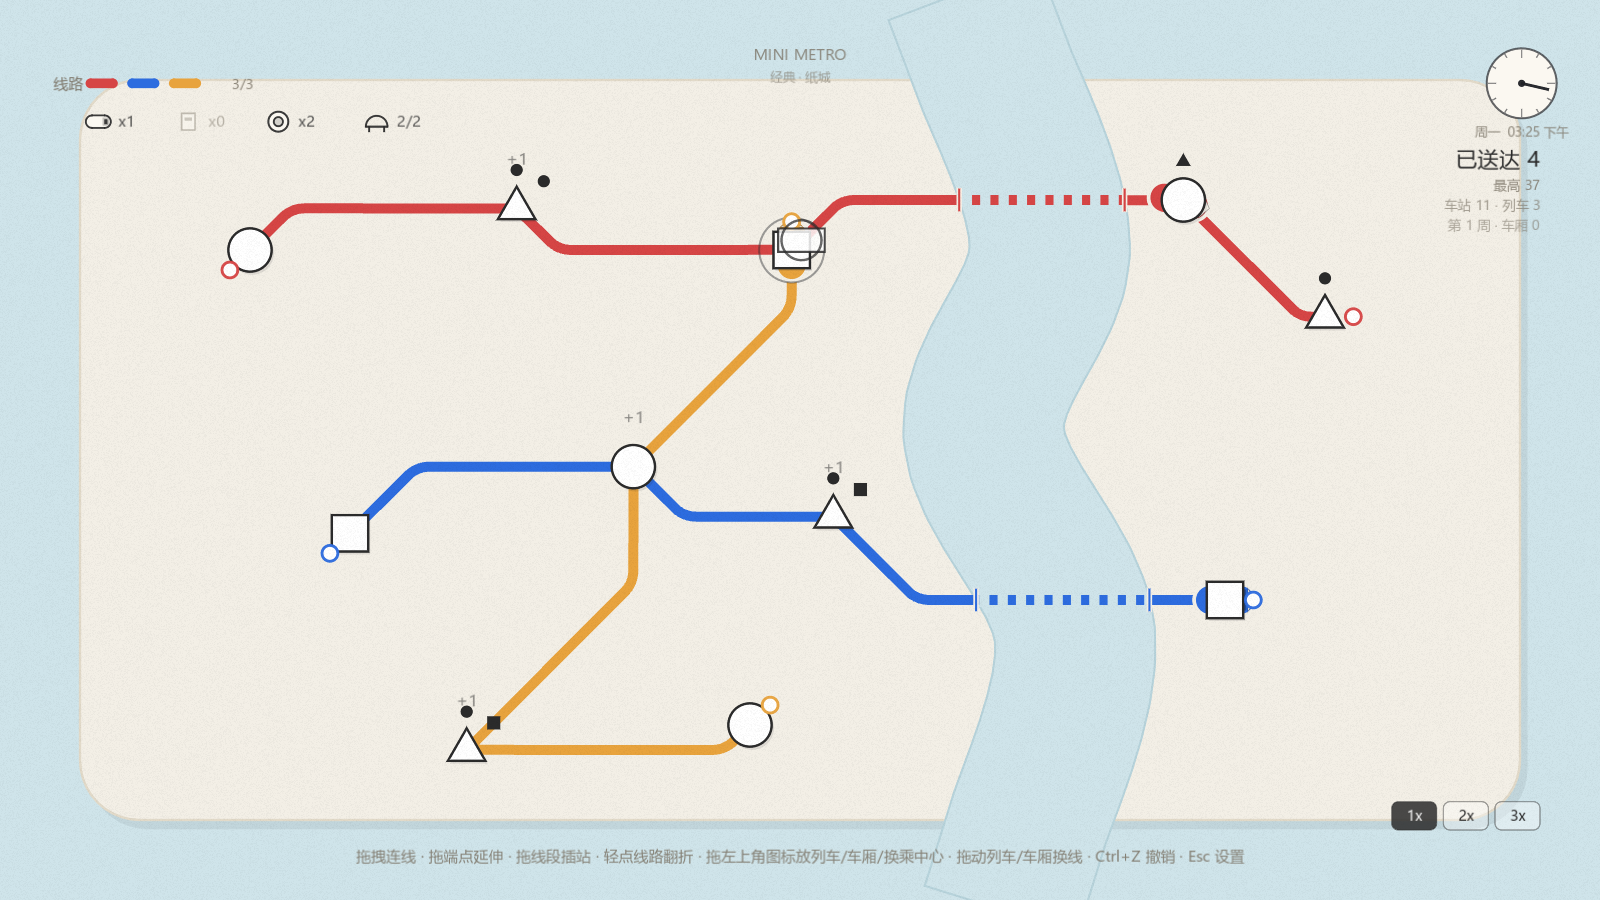 MINI METRO
经典 · 纸城
线路 3/3
x1 x0 x2 2/2
周一 03:25 下午
已送达 4
最高 37
车站 11 · 列车 3
第 1 周 · 车厢 0
+1
+1
+1
+1
1x 2x 3x
拖拽连线 · 拖端点延伸 · 拖线段插站 · 轻点线路翻折 · 拖左上角图标放列车/车厢/换乘中心 · 拖动列车/车厢换线 · Ctrl+Z 撤销 · Esc 设置